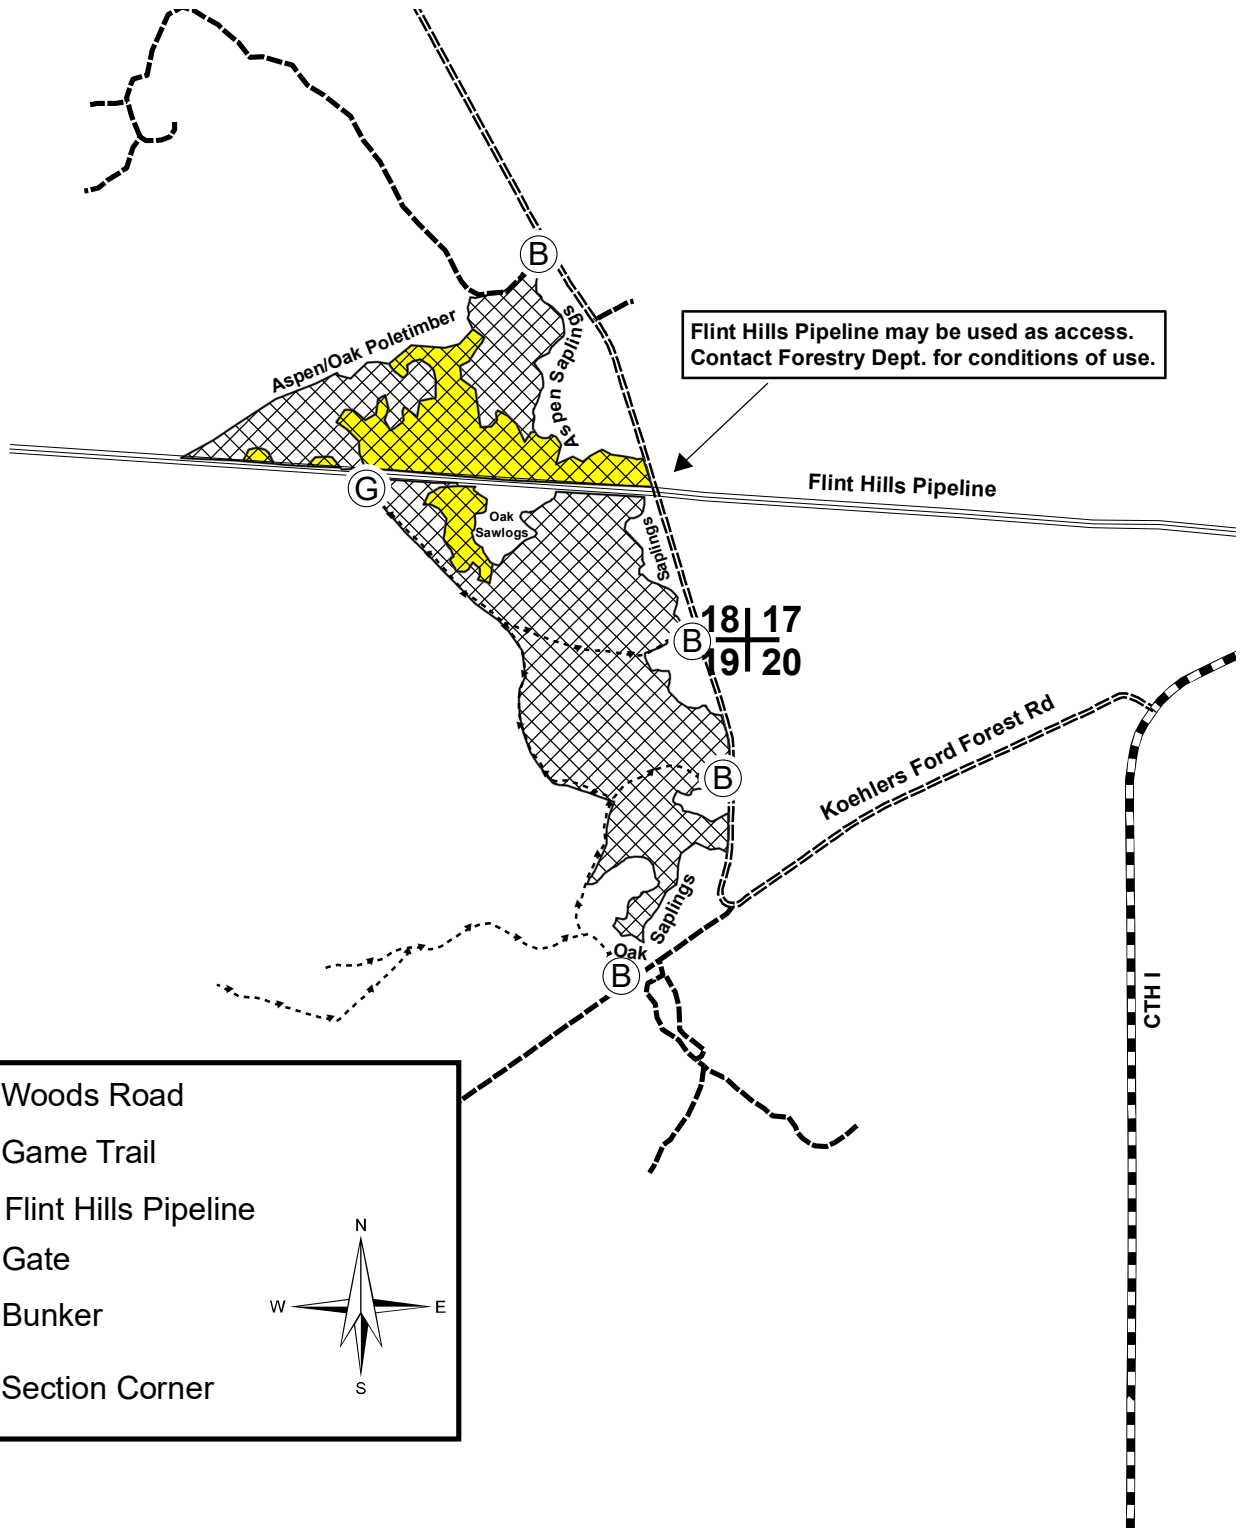 B
Aspen/Oak Poletimber
Aspen Saplings
Flint Hills Pipeline may be used as access.
Contact Forestry Dept. for conditions of use.
Flint Hills Pipeline
G
Oak
Sawlogs
Saplings
18 17
B
19 20
Koehlers Ford Forest Rd
B
Oak Saplings
B
CTH I
Woods Road
Game Trail
Flint Hills Pipeline
Gate
Bunker
Section Corner
N
W E
S